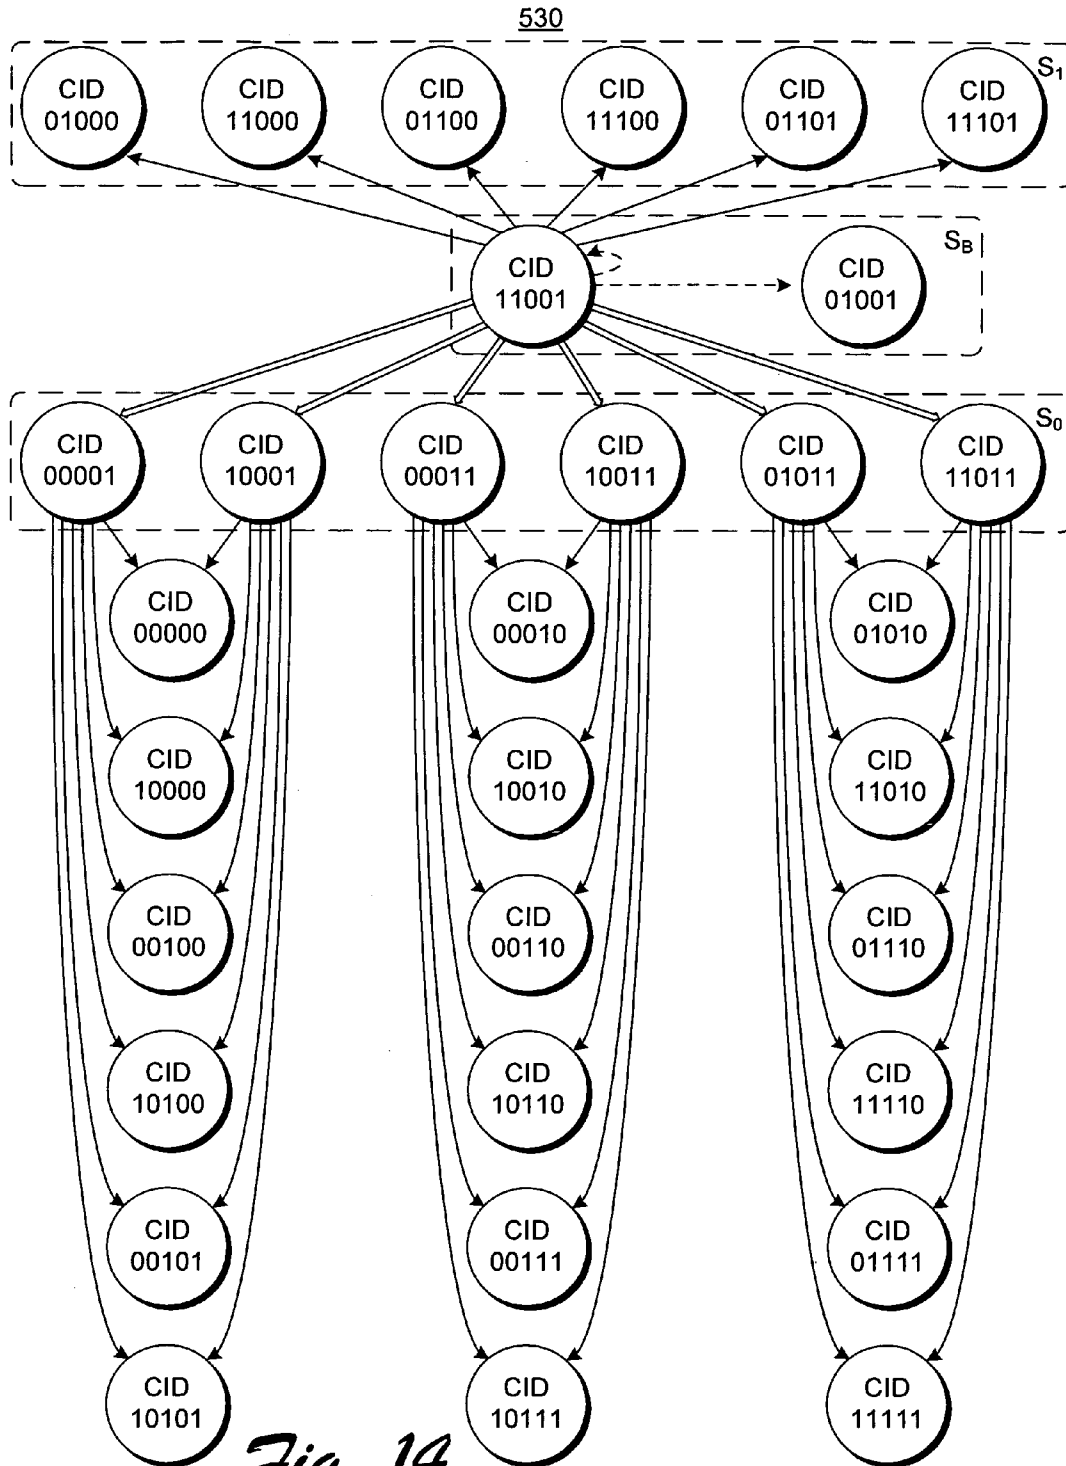 530
CID 01000
CID 11000
CID 01100
CID 11100
CID 01101
CID 11101
S1
CID 11001
CID 01001
SB
CID 00001
CID 10001
CID 00011
CID 10011
CID 01011
CID 11011
S0
CID 00000
CID 00010
CID 01010
CID 10000
CID 10010
CID 11010
CID 00100
CID 00110
CID 01110
CID 10100
CID 10110
CID 11110
CID 00101
CID 00111
CID 01111
CID 10101
CID 10111
CID 11111
Fig. 14